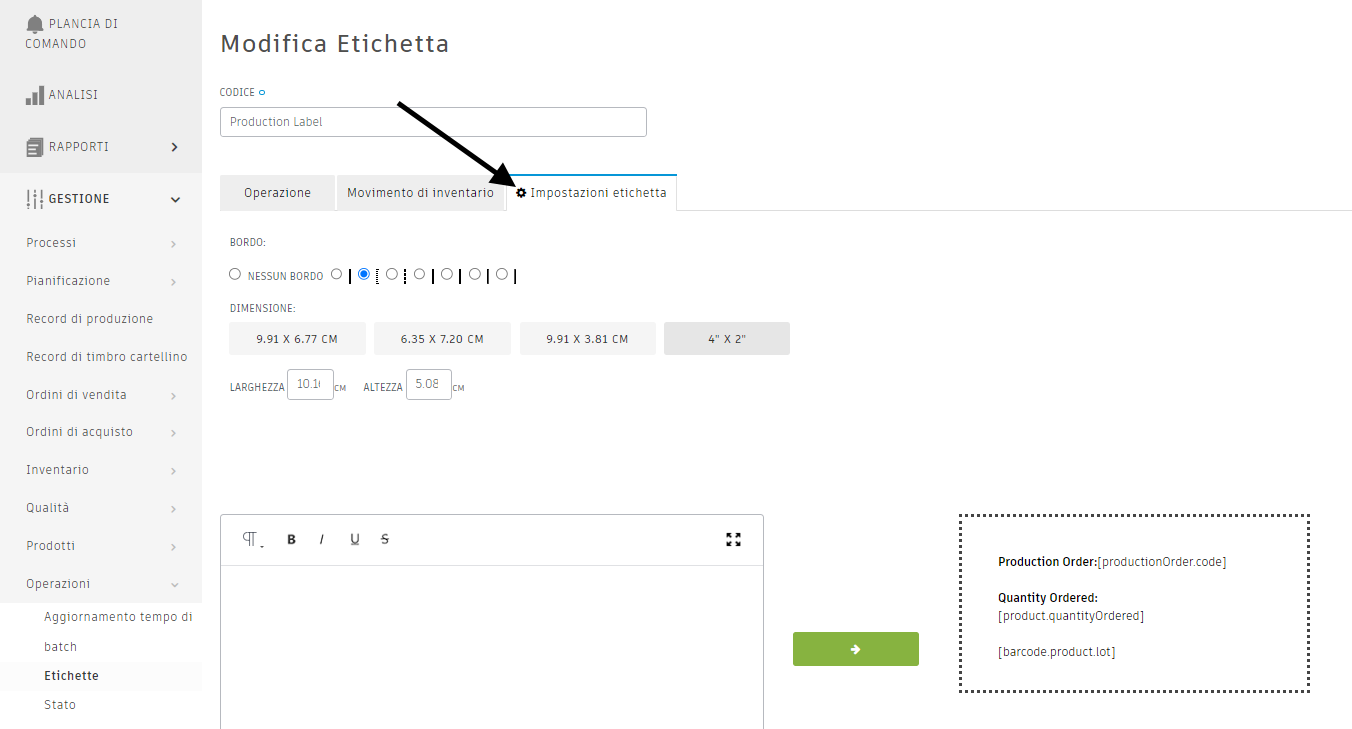 PLANCIA DI
COMANDO
ANALISI
RAPPORTI
GESTIONE
Processi
Pianificazione
Record di produzione
Record di timbro cartellino
Ordini di vendita
Ordini di acquisto
Inventario
Qualità
Prodotti
Operazioni
Aggiornamento tempo di
batch
Etichette
Stato
Modifica Etichetta
CODICE
Production Label
Operazione
Movimento di inventario
Impostazioni etichetta
BORDO:
NESSUN BORDO
DIMENSIONE:
9.91 X 6.77 CM
6.35 X 7.20 CM
9.91 X 3.81 CM
4" X 2"
LARGHEZZA 10.16 CM ALTEZZA 5.08 CM
B I U S
Production Order:[productionOrder.code]
Quantity Ordered:
[product.quantityOrdered]
[barcode.product.lot]